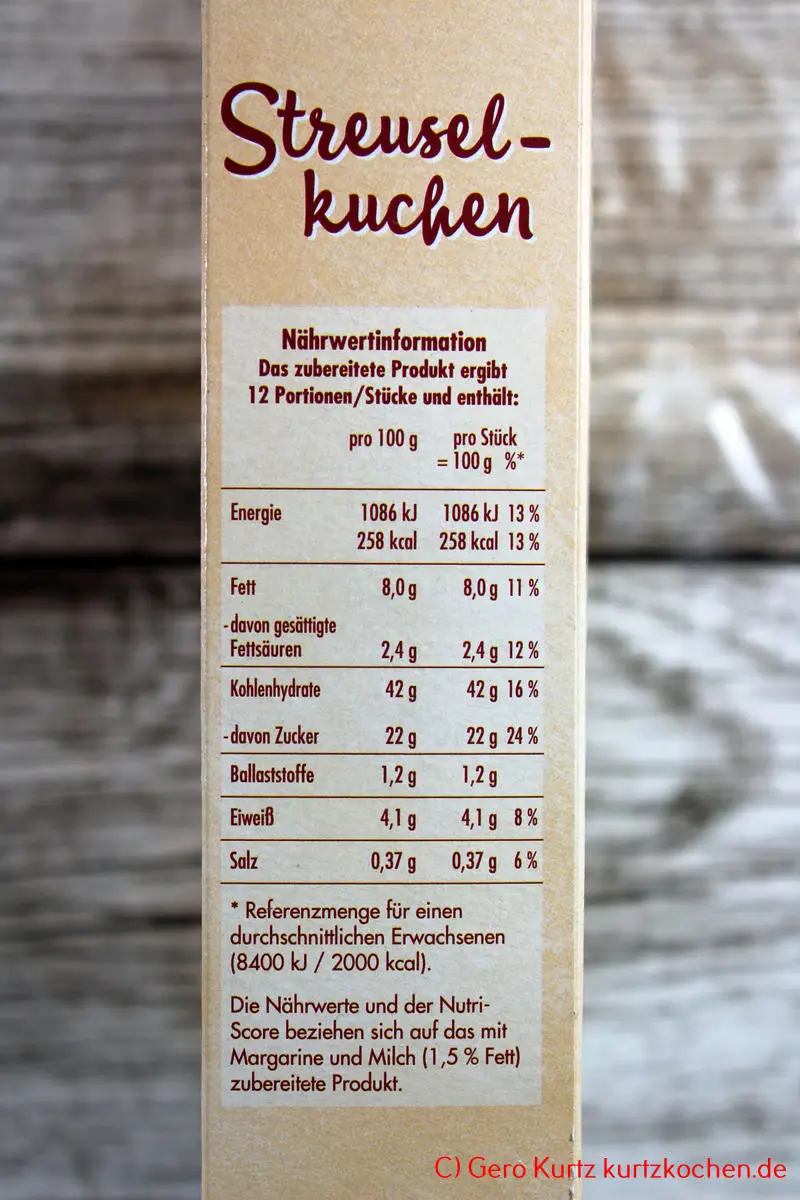 Streusel-
kuchen
Nährwertinformation
Das zubereitete Produkt ergibt
12 Portionen/Stücke und enthält:
pro 100 g pro Stück
= 100 g %*
Energie 1086 kJ 1086 kJ 13 %
258 kcal 258 kcal 13 %
Fett 8,0 g 8,0 g 11 %
-davon gesättigte
Fettsäuren 2,4 g 2,4 g 12 %
Kohlenhydrate 42 g 42 g 16 %
-davon Zucker 22 g 22 g 24 %
Ballaststoffe 1,2 g 1,2 g
Eiweiß 4,1 g 4,1 g 8 %
Salz 0,37 g 0,37 g 6 %
* Referenzmenge für einen
durchschnittlichen Erwachsenen
(8400 kJ / 2000 kcal).
Die Nährwerte und der Nutri-
Score beziehen sich auf das mit
Margarine und Milch (1,5 % Fett)
zubereitete Produkt.
C) Gero Kurtz kurtzkochen.de